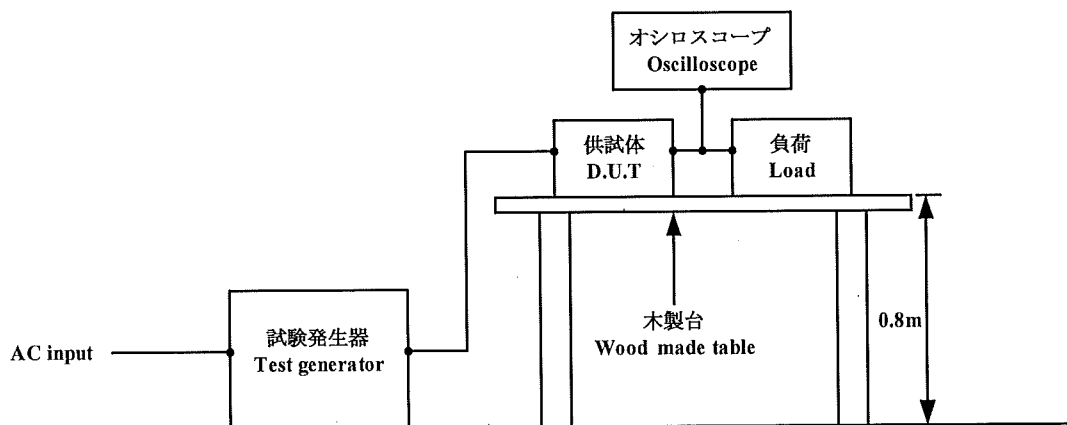 オシロスコープ
Oscilloscope
供試体
D.U.T
負荷
Load
試験発生器
Test generator
AC input
木製台
Wood made table
0.8m